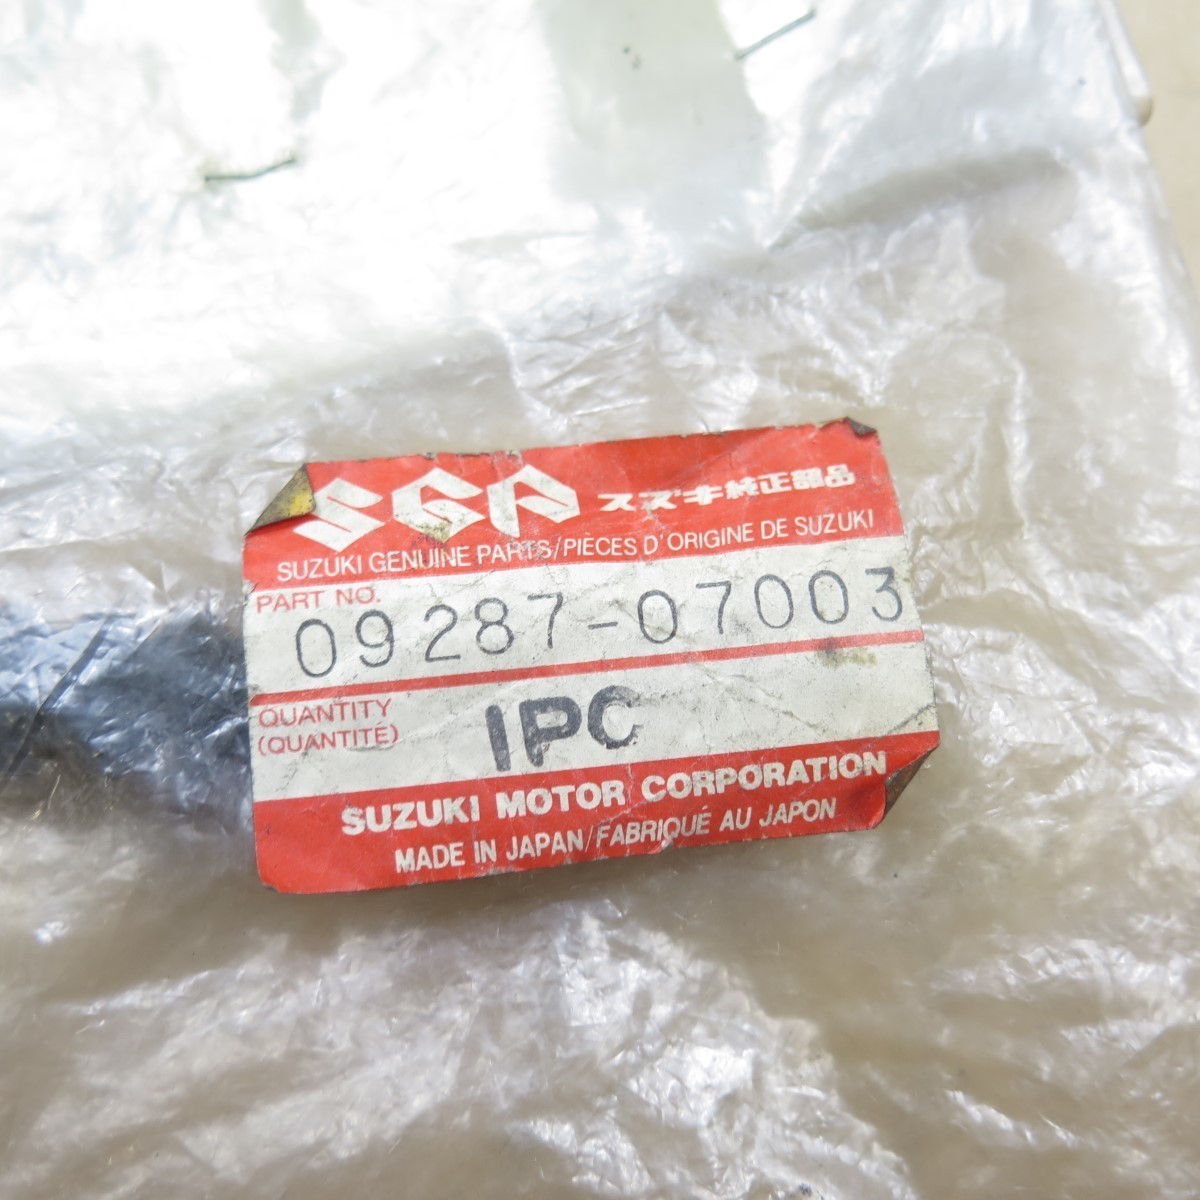 SGP スズキ純正部品
SUZUKI GENUINE PARTS/PIÈCES D'ORIGINE DE SUZUKI
PART NO.
09287-07003
QUANTITY
(QUANTITÉ)
1PC
SUZUKI MOTOR CORPORATION
MADE IN JAPAN/FABRIQUÉ AU JAPON